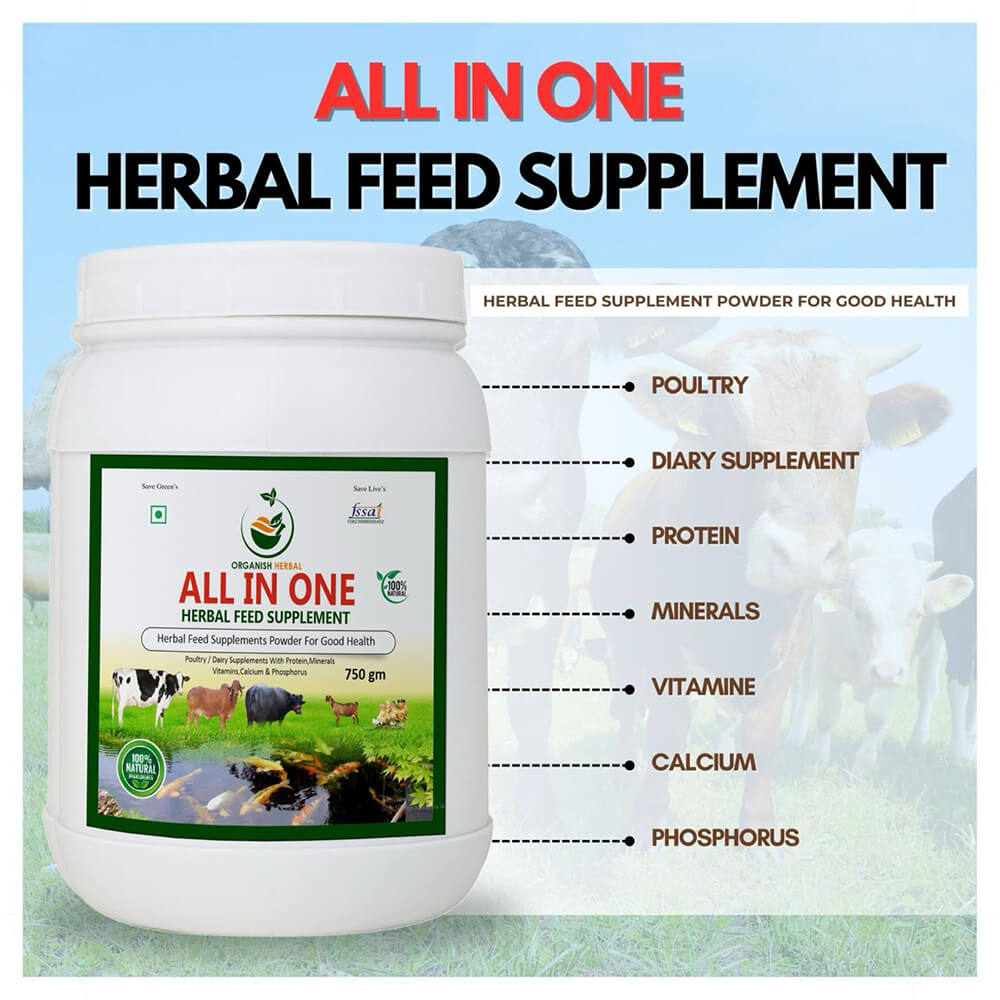 ALL IN ONE
HERBAL FEED SUPPLEMENT
HERBAL FEED SUPPLEMENT POWDER FOR GOOD HEALTH
POULTRY
DIARY SUPPLEMENT
PROTEIN
MINERALS
VITAMINE
CALCIUM
PHOSPHORUS
Save Green's
Save Live's
fssai
ORGANISH HERBAL
ALL IN ONE
100%
NATURAL
HERBAL FEED SUPPLEMENT
Herbal Feed Supplements Powder For Good Health
Poultry / Dairy Supplements With Protein,Minerals
Vitamins,Calcium & Phosphorus
750 gm
100%
NATURAL
INGREDIENTS